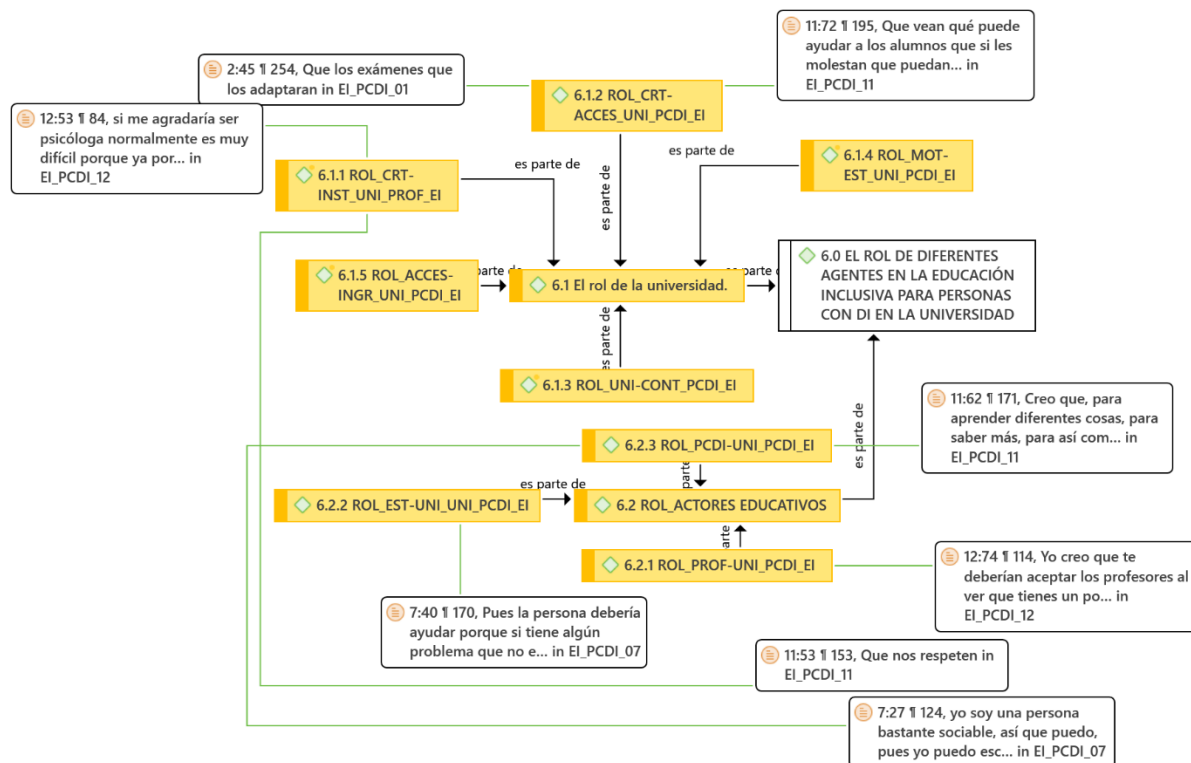 11:72 ¶ 195, Que vean qué puede
ayudar a los alumnos que si les
molestan que puedan... in
EI_PCDI_11
2:45 ¶ 254, Que los exámenes que
los adaptaran in EI_PCDI_01
6.1.2 ROL_CRT-
ACCES_UNI_PCDI_EI
12:53 ¶ 84, si me agradaría ser
psicóloga normalmente es muy
difícil porque ya por... in
EI_PCDI_12
es parte de
es parte de
es parte de
6.1.4 ROL_MOT-
EST_UNI_PCDI_EI
6.1.1 ROL_CRT-
INST_UNI_PROF_EI
6.0 EL ROL DE DIFERENTES
AGENTES EN LA EDUCACIÓN
INCLUSIVA PARA PERSONAS
CON DI EN LA UNIVERSIDAD
6.1.5 ROL_ACCES-
INGR_UNI_PCDI_EI
parte de
6.1 El rol de la universidad.
es parte de
es parte de
6.1.3 ROL_UNI-CONT_PCDI_EI
11:62 ¶ 171, Creo que, para
aprender diferentes cosas, para
saber más, para así com... in
EI_PCDI_11
es parte de
6.2.3 ROL_PCDI-UNI_PCDI_EI
parte
es parte de
6.2.2 ROL_EST-UNI_UNI_PCDI_EI
6.2 ROL_ACTORES EDUCATIVOS
arte
6.2.1 ROL_PROF-UNI_PCDI_EI
12:74 ¶ 114, Yo creo que te
deberían aceptar los profesores al
ver que tienes un po... in
EI_PCDI_12
7:40 ¶ 170, Pues la persona debería
ayudar porque si tiene algún
problema que no e... in EI_PCDI_07
11:53 ¶ 153, Que nos respeten in
EI_PCDI_11
7:27 ¶ 124, yo soy una persona
bastante sociable, así que puedo,
pues yo puedo esc... in EI_PCDI_07